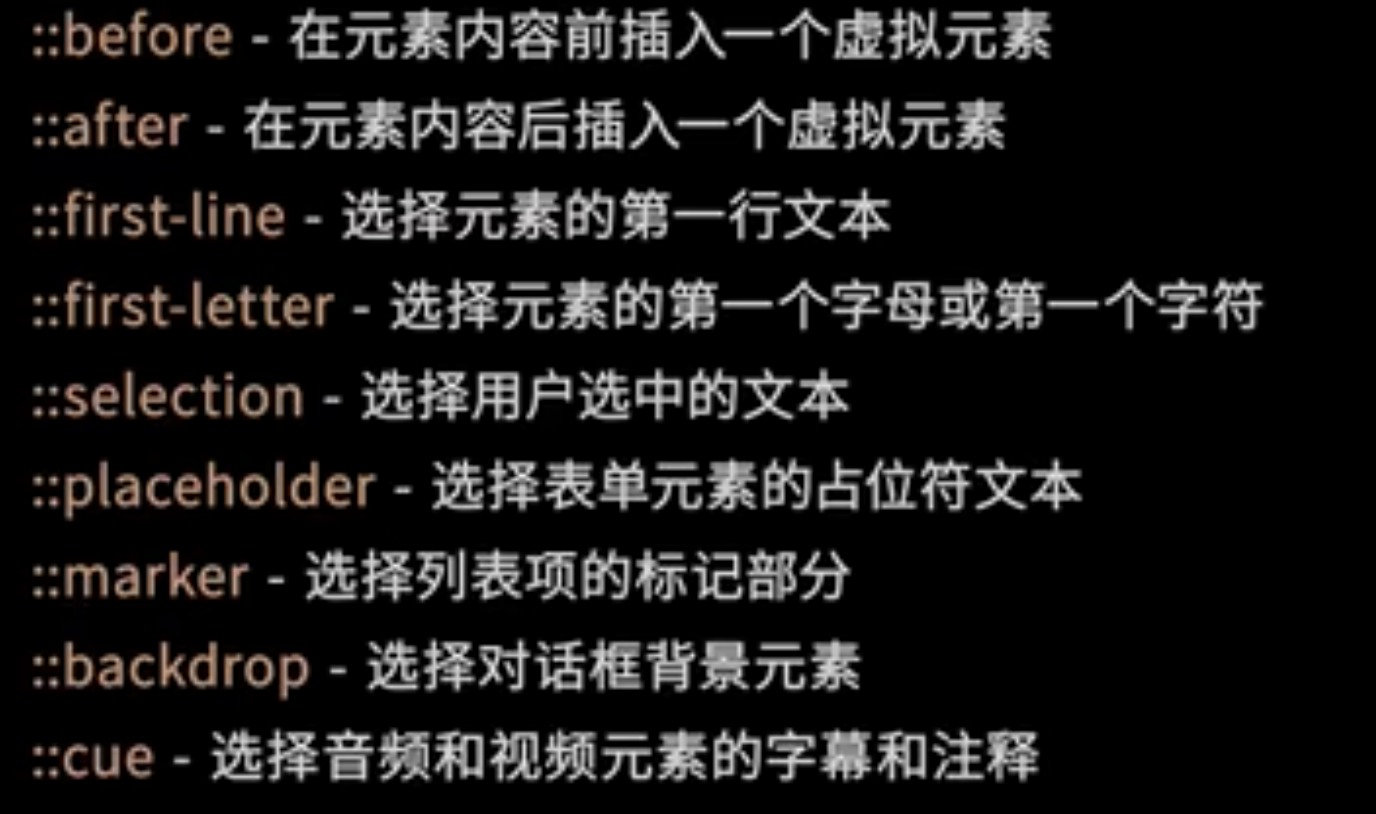 ::before - 在元素内容前插入一个虚拟元素
::after - 在元素内容后插入一个虚拟元素
::first-line - 选择元素的第一行文本
::first-letter - 选择元素的第一个字母或第一个字符
::selection - 选择用户选中的文本
::placeholder - 选择表单元素的占位符文本
::marker - 选择列表项的标记部分
::backdrop - 选择对话框背景元素
::cue - 选择音频和视频元素的字幕和注释